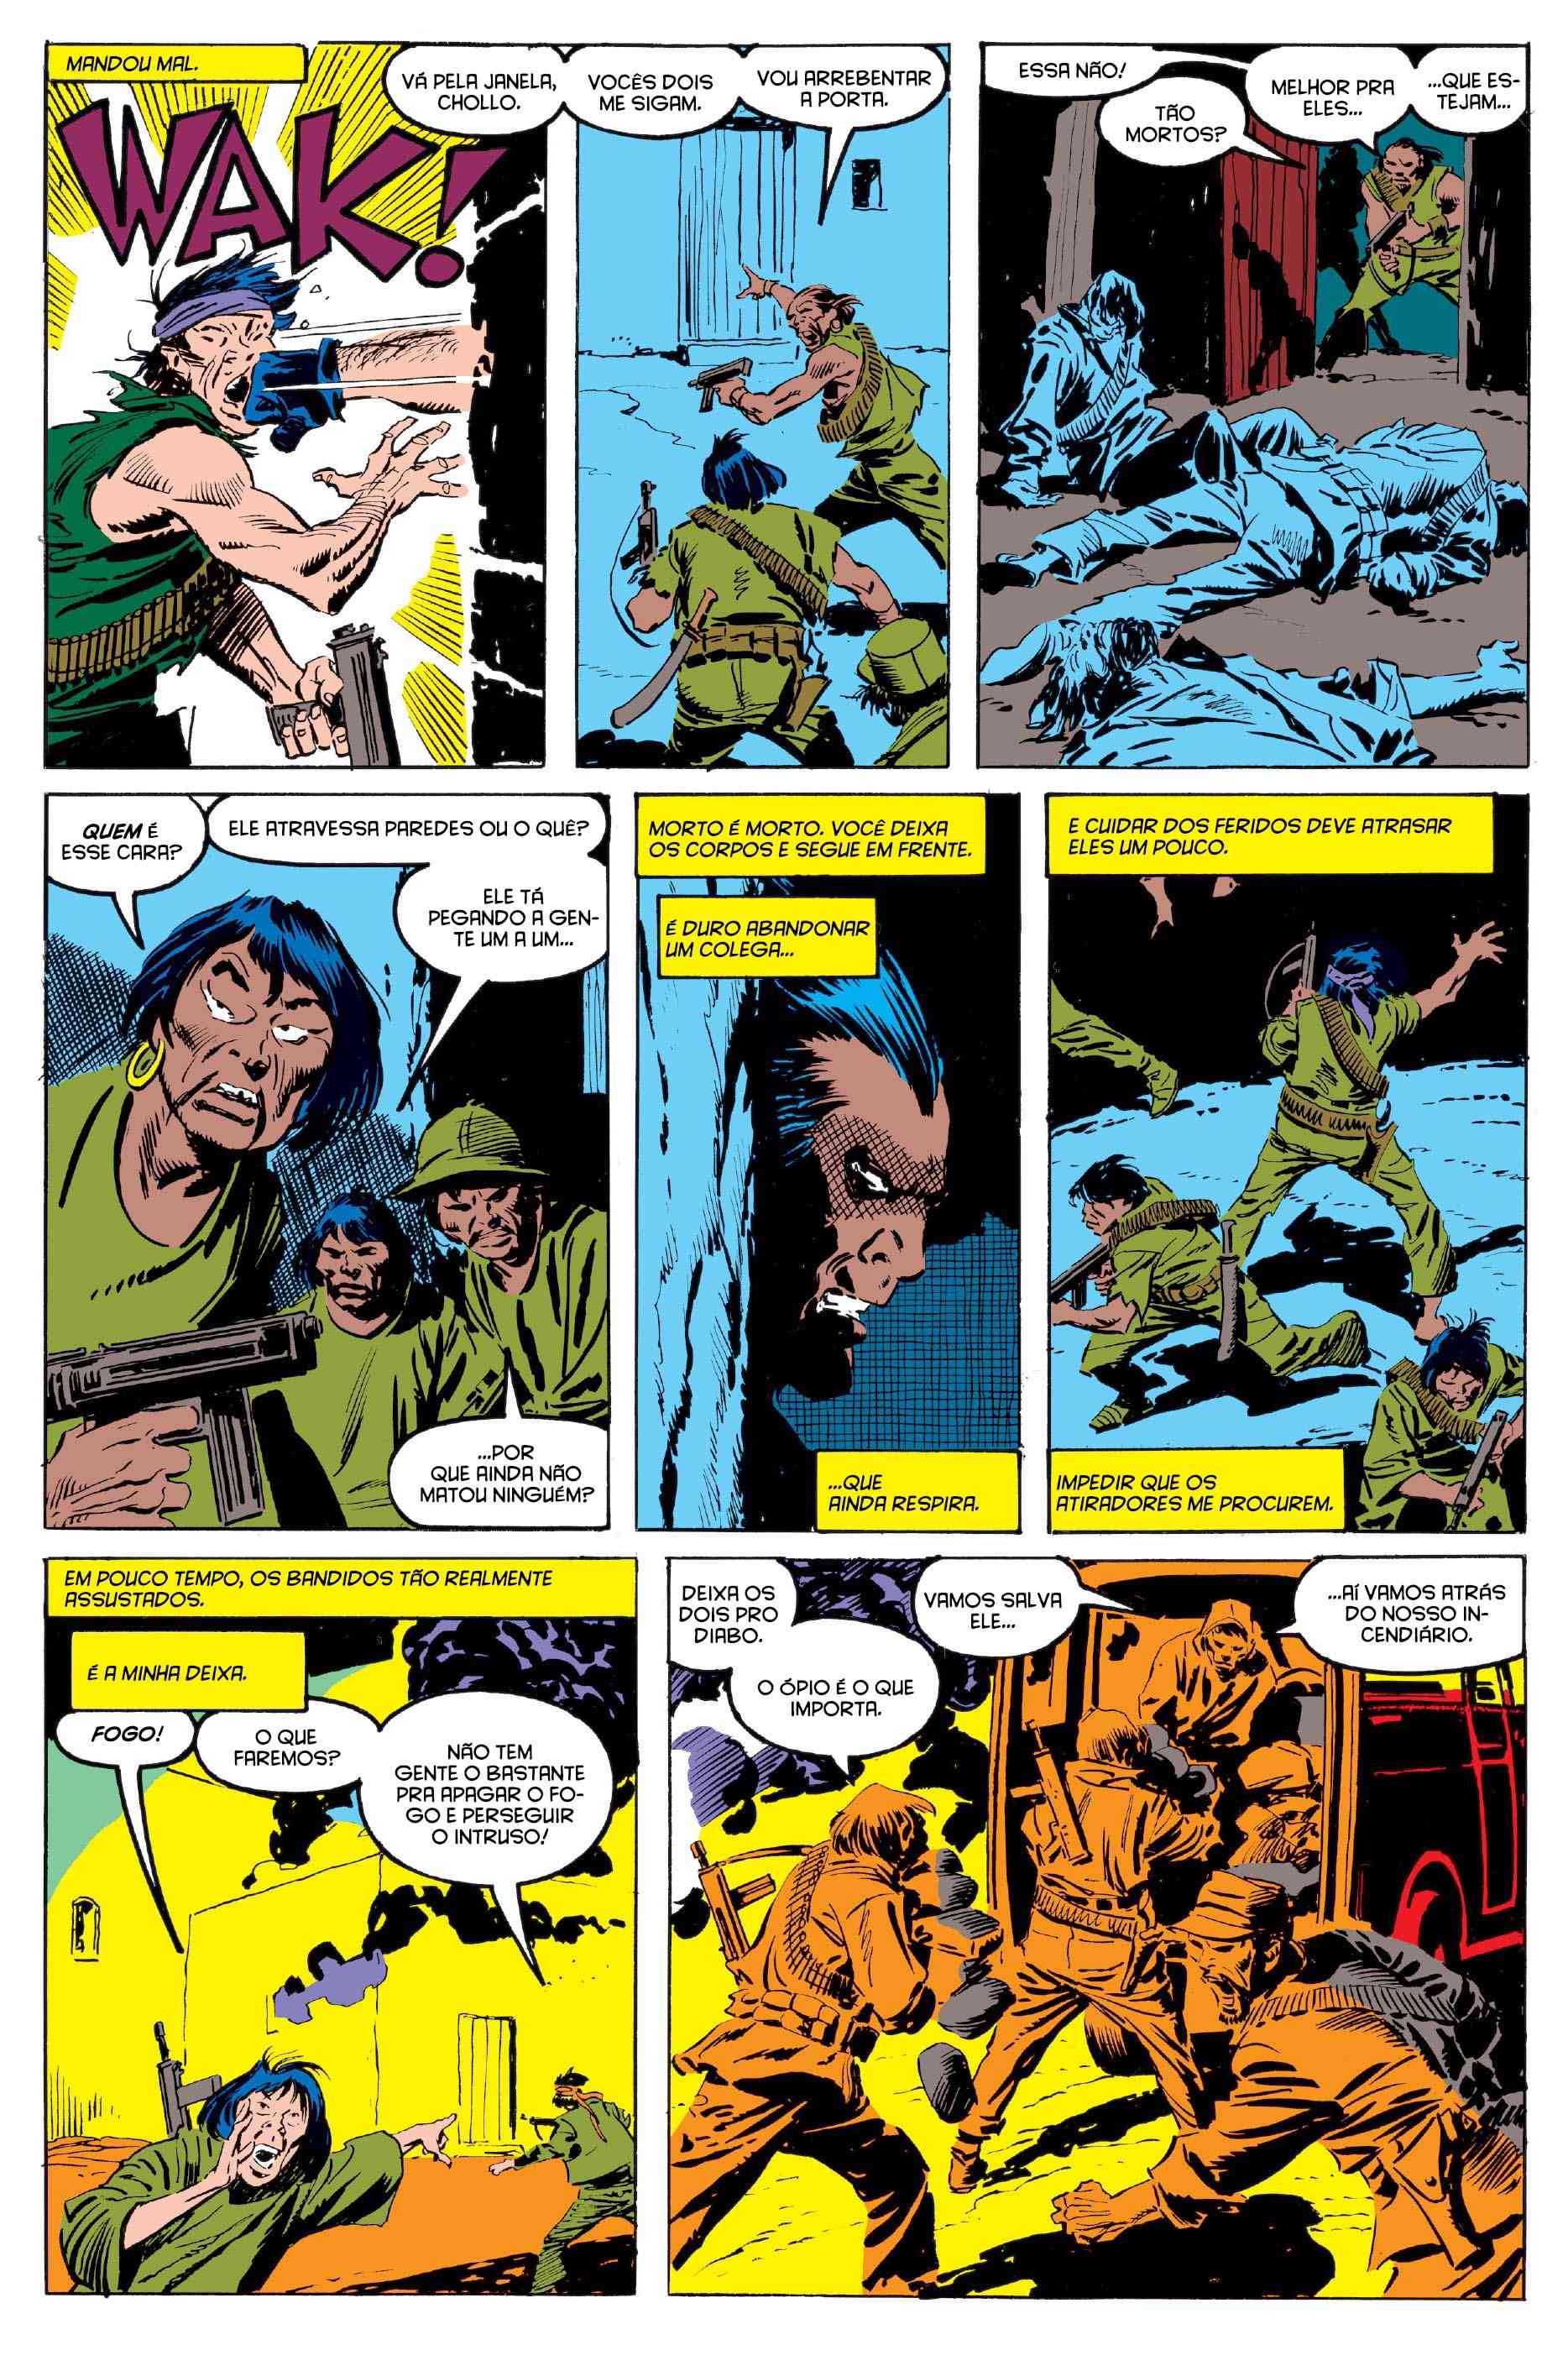 MANDOU MAL.
WAK!
VÁ PELA JANELA,
CHOLLO.
VOCÊS DOIS
ME SIGAM.
VOU ARREBENTAR
A PORTA.
ESSA NÃO!
TÃO
MORTOS?
MELHOR PRA
ELES...
...QUE ES-
TEJAM...
QUEM É
ESSE CARA?
ELE ATRAVESSA PAREDES OU O QUÊ?
ELE TÁ
PEGANDO A GEN-
TE UM A UM...
...POR
QUE AINDA NÃO
MATOU NINGUÉM?
MORTO É MORTO. VOCÊ DEIXA
OS CORPOS E SEGUE EM FRENTE.
É DURO ABANDONAR
UM COLEGA...
...QUE
AINDA RESPIRA.
E CUIDAR DOS FERIDOS DEVE ATRASAR
ELES UM POUCO.
IMPEDIR QUE OS
ATIRADORES ME PROCUREM.
EM POUCO TEMPO, OS BANDIDOS TÃO REALMENTE
ASSUSTADOS.
É A MINHA DEIXA.
FOGO!
O QUE
FAREMOS?
NÃO TEM
GENTE O BASTANTE
PRA APAGAR O FO-
GO E PERSEGUIR
O INTRUSO!
DEIXA OS
DOIS PRO
DIABO.
O ÓPIO É O QUE
IMPORTA.
VAMOS SALVA
ELE...
...AÍ VAMOS ATRÁS
DO NOSSO IN-
CENDIÁRIO.